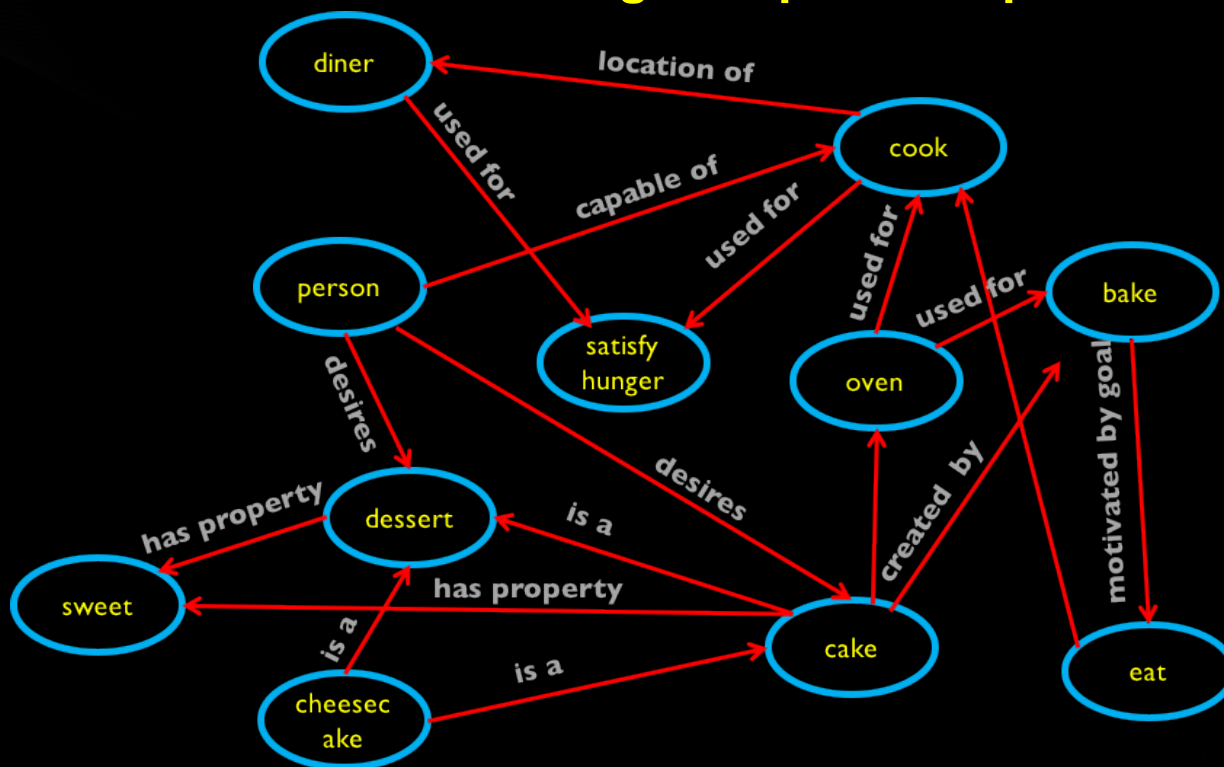 diner
location of
cook
used for
capable of
used for
used for
used for
person
bake
satisfy
hunger
oven
desires
desires
motivated by goal
has property
dessert
is a
created by
has property
sweet
is a
cake
is a
eat
cheesec
ake